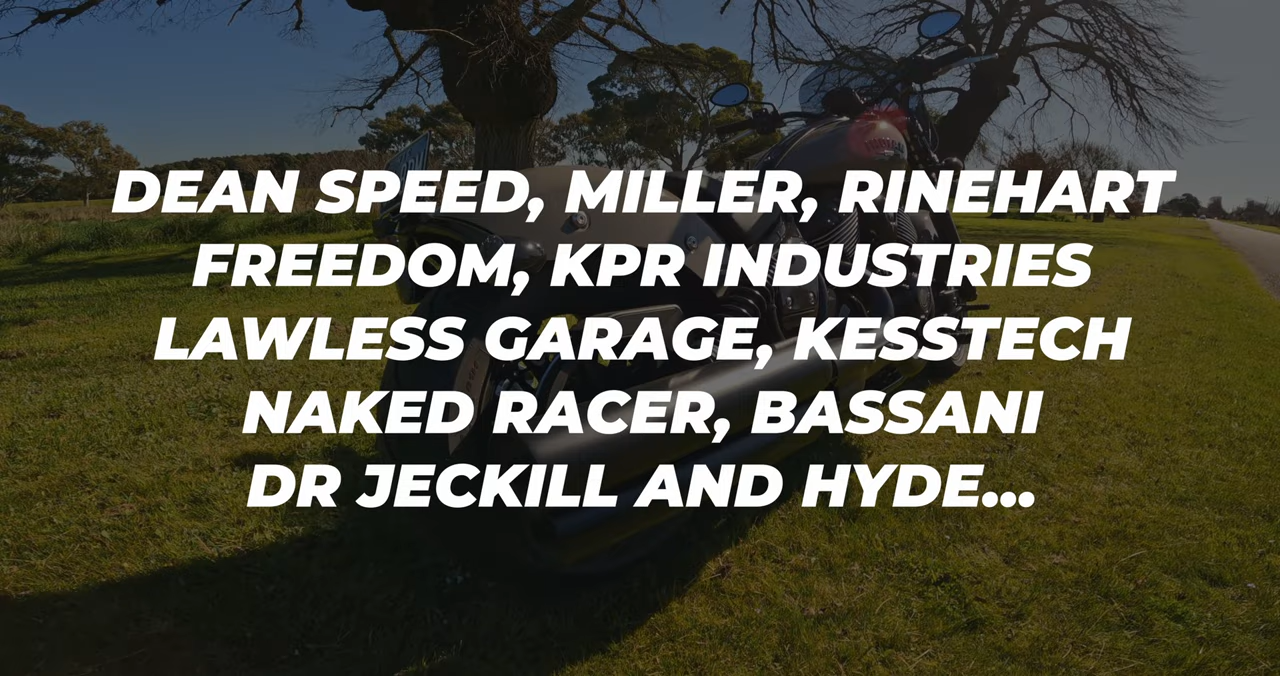 DEAN SPEED, MILLER, RINEHART
FREEDOM, KPR INDUSTRIES
LAWLESS GARAGE, KESSTECH
NAKED RACER, BASSANI
DR JECKILL AND HYDE...